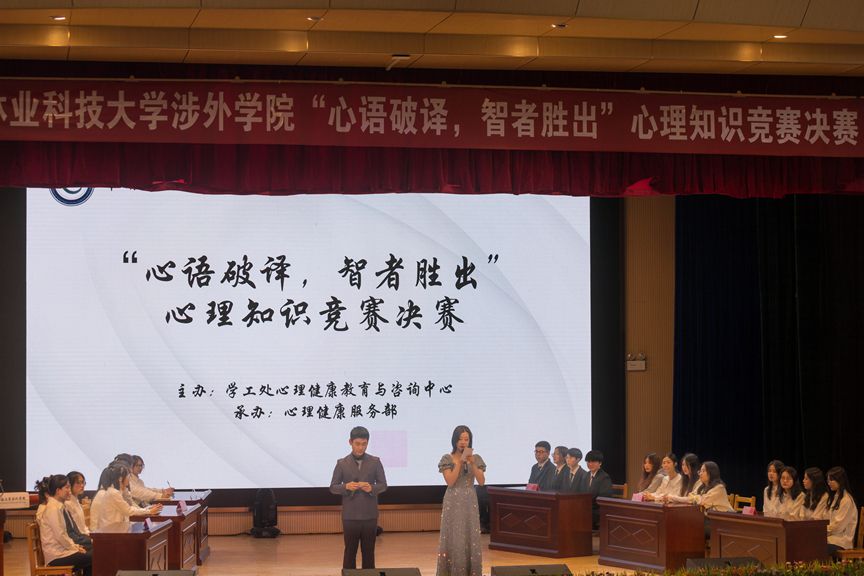 林业科技大学涉外学院“心语破译，智者胜出”心理知识竞赛决赛
“心语破译，智者胜出”
心理知识竞赛决赛
主办：学工处心理健康教育与咨询中心
承办：心理健康服务部